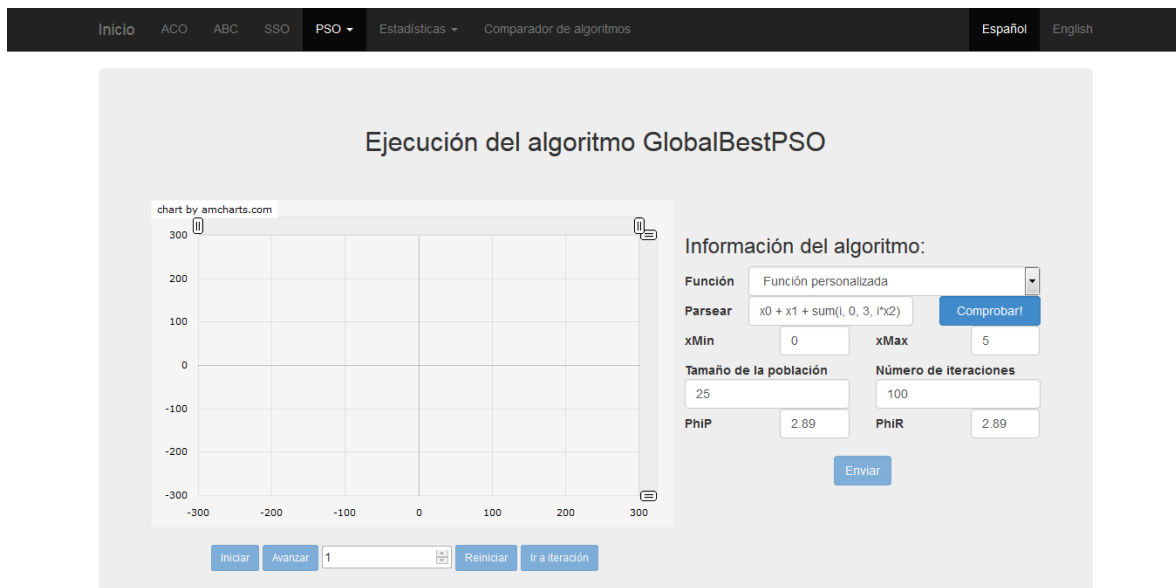 Inicio ACO ABC SSO PSO Estadísticas Comparador de algoritmos Español English
Ejecución del algoritmo GlobalBestPSO
chart by amcharts.com
300
200
100
0
-100
-200
-300
-300 -200 -100 0 100 200 300
Iniciar Avanzar 1 Reiniciar Ir a iteración
Información del algoritmo:
Función Función personalizada
Parsear x0 + x1 + sum(i, 0, 3, i*x2) Comprobar!
xMin 0 xMax 5
Tamaño de la población Número de iteraciones
25 100
PhiP 2.89 PhiR 2.89
Enviar